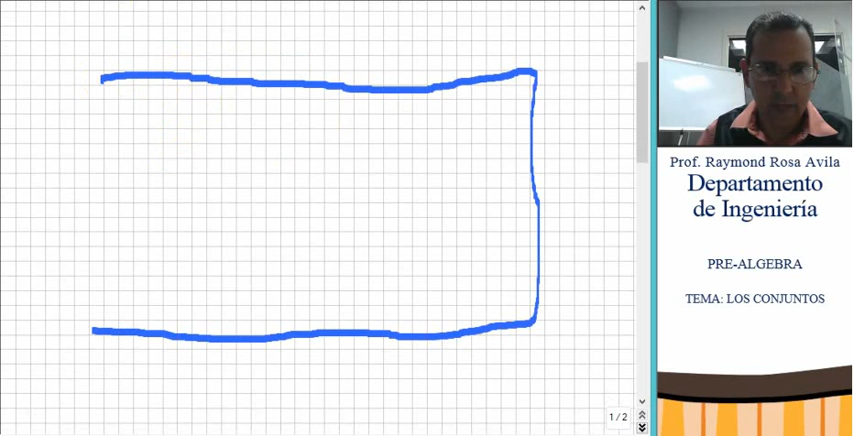 Prof. Raymond Rosa Avila
Departamento
de Ingeniería
PRE-ALGEBRA
TEMA: LOS CONJUNTOS
1 / 2